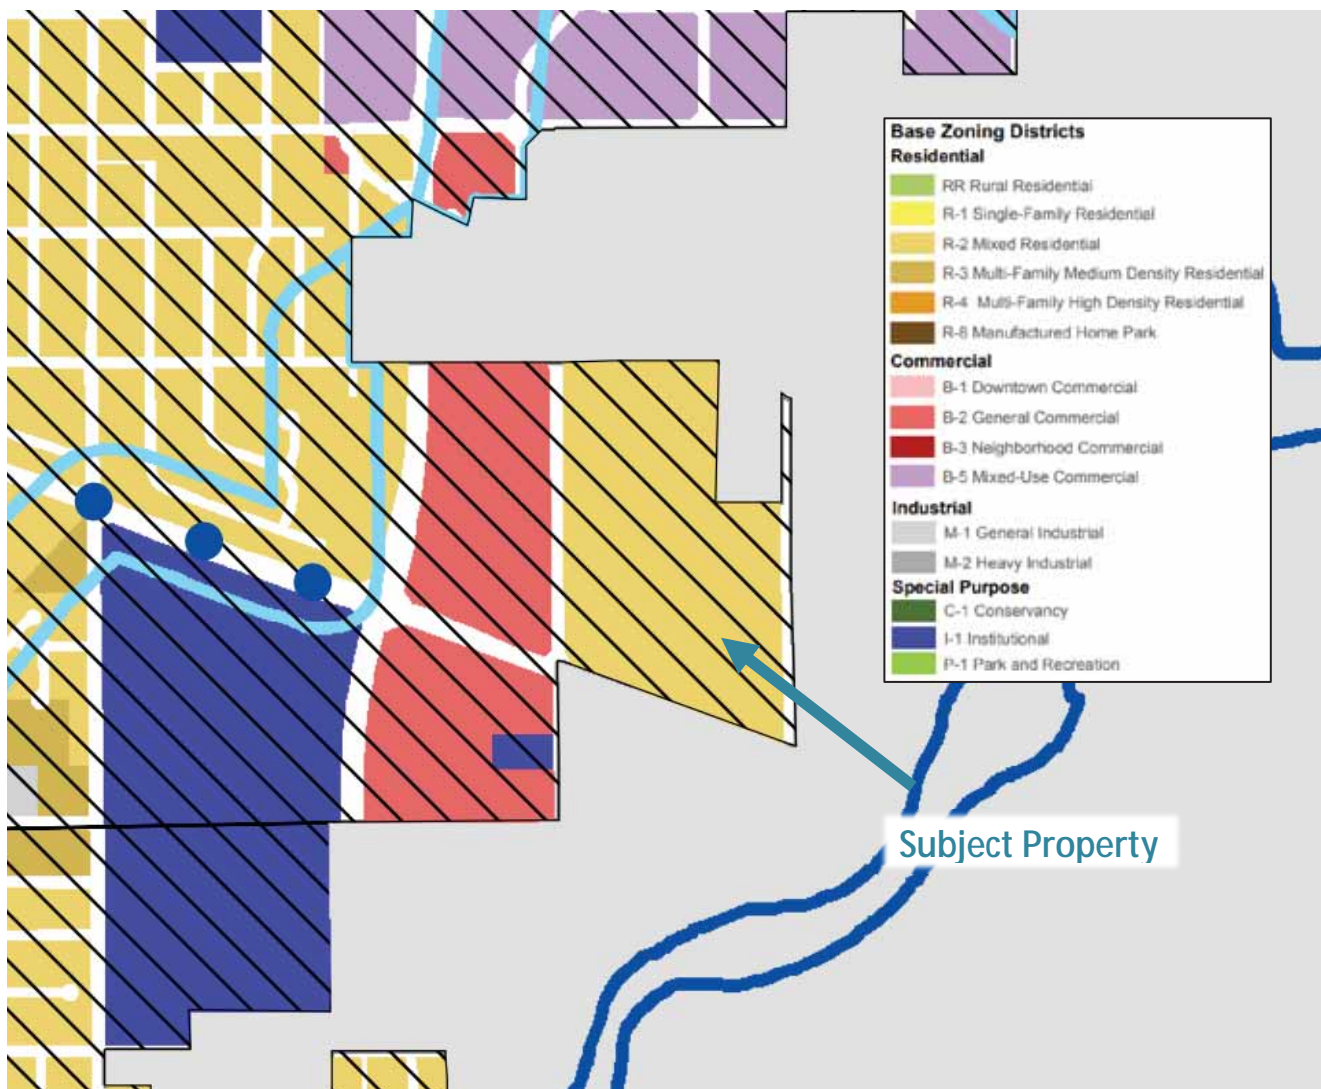 Base Zoning Districts
Residential
RR Rural Residential
R-1 Single-Family Residential
R-2 Mixed Residential
R-3 Multi-Family Medium Density Residential
R-4 Multi-Family High Density Residential
R-8 Manufactured Home Park
Commercial
B-1 Downtown Commercial
B-2 General Commercial
B-3 Neighborhood Commercial
B-5 Mixed-Use Commercial
Industrial
M-1 General Industrial
M-2 Heavy Industrial
Special Purpose
C-1 Conservancy
I-1 Institutional
P-1 Park and Recreation
Subject Property